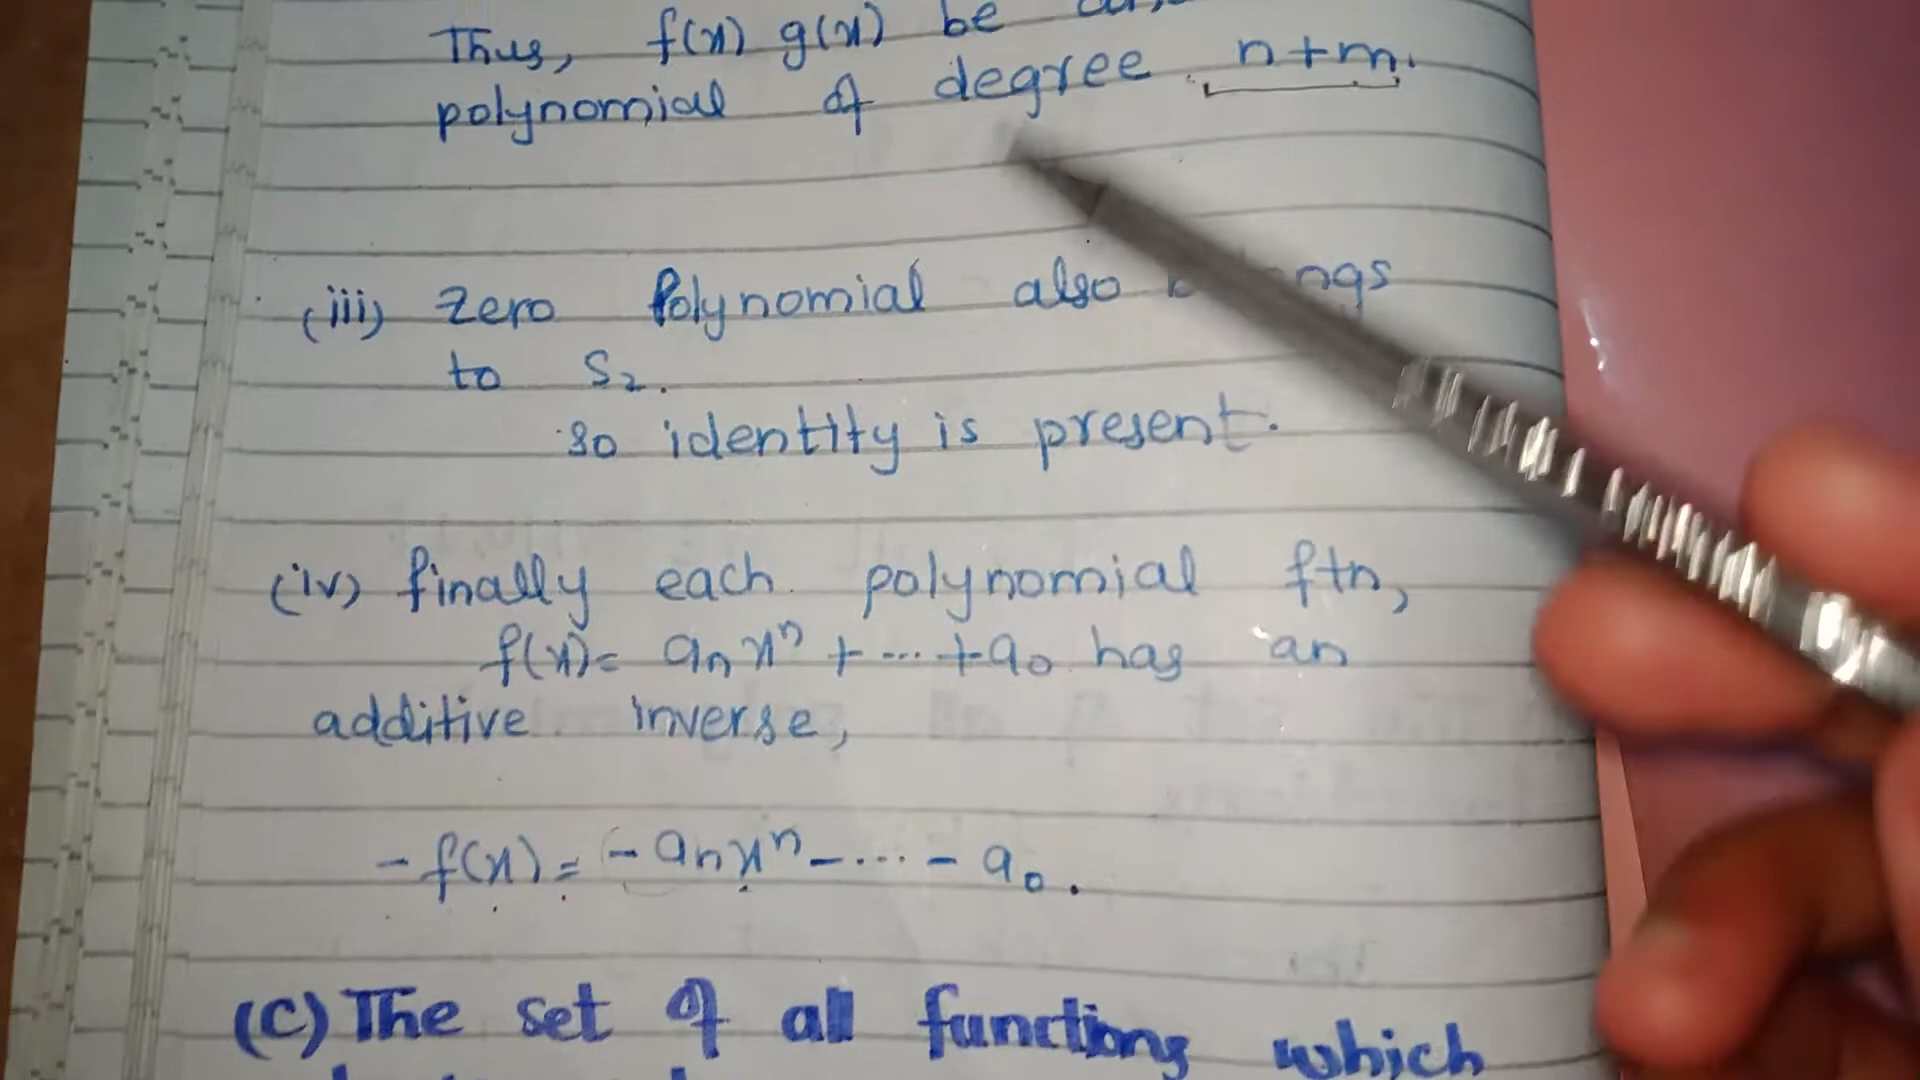 Thus, f(x) g(x) be
polynomial of degree n+m.
(iii) Zero Polynomial also
to S₂.
so identity is present.
(iv) finally each polynomial ftn,
f(x)= aₙxⁿ + ... + a₀ has an
additive inverse,
-f(x) = - aₙxⁿ - ... - a₀.
(C) The set of all functions which